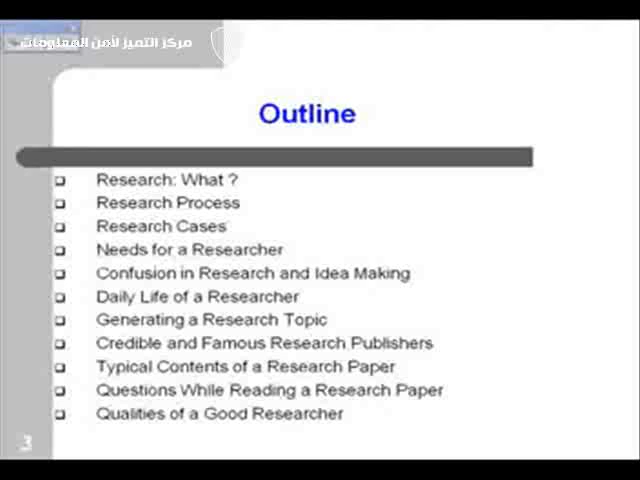 مركز التميز لأمن المعلومات
Outline
Research: What ?
Research Process
Research Cases
Needs for a Researcher
Confusion in Research and Idea Making
Daily Life of a Researcher
Generating a Research Topic
Credible and Famous Research Publishers
Typical Contents of a Research Paper
Questions While Reading a Research Paper
Qualities of a Good Researcher
3